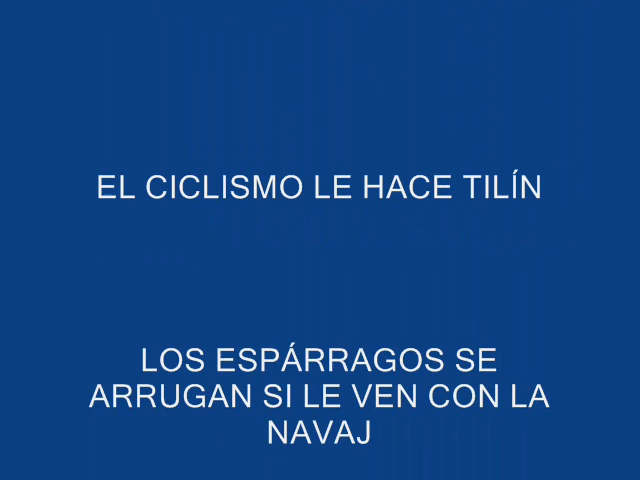 EL CICLISMO LE HACE TILÍN
LOS ESPÁRRAGOS SE
ARRUGAN SI LE VEN CON LA
NAVAJ